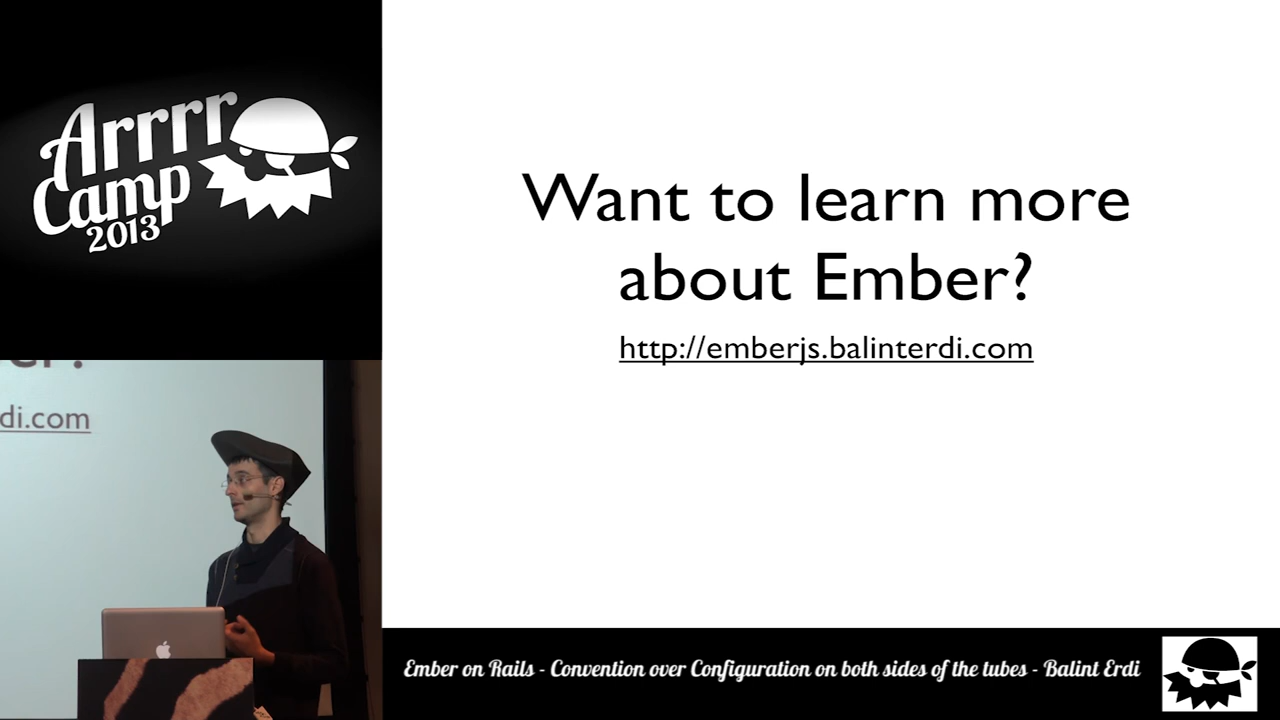 Arrrr
Camp
2013
Want to learn more
about Ember?
http://emberjs.balinterdi.com
di.com
Ember on Rails - Convention over Configuration on both sides of the tubes - Balint Erdi